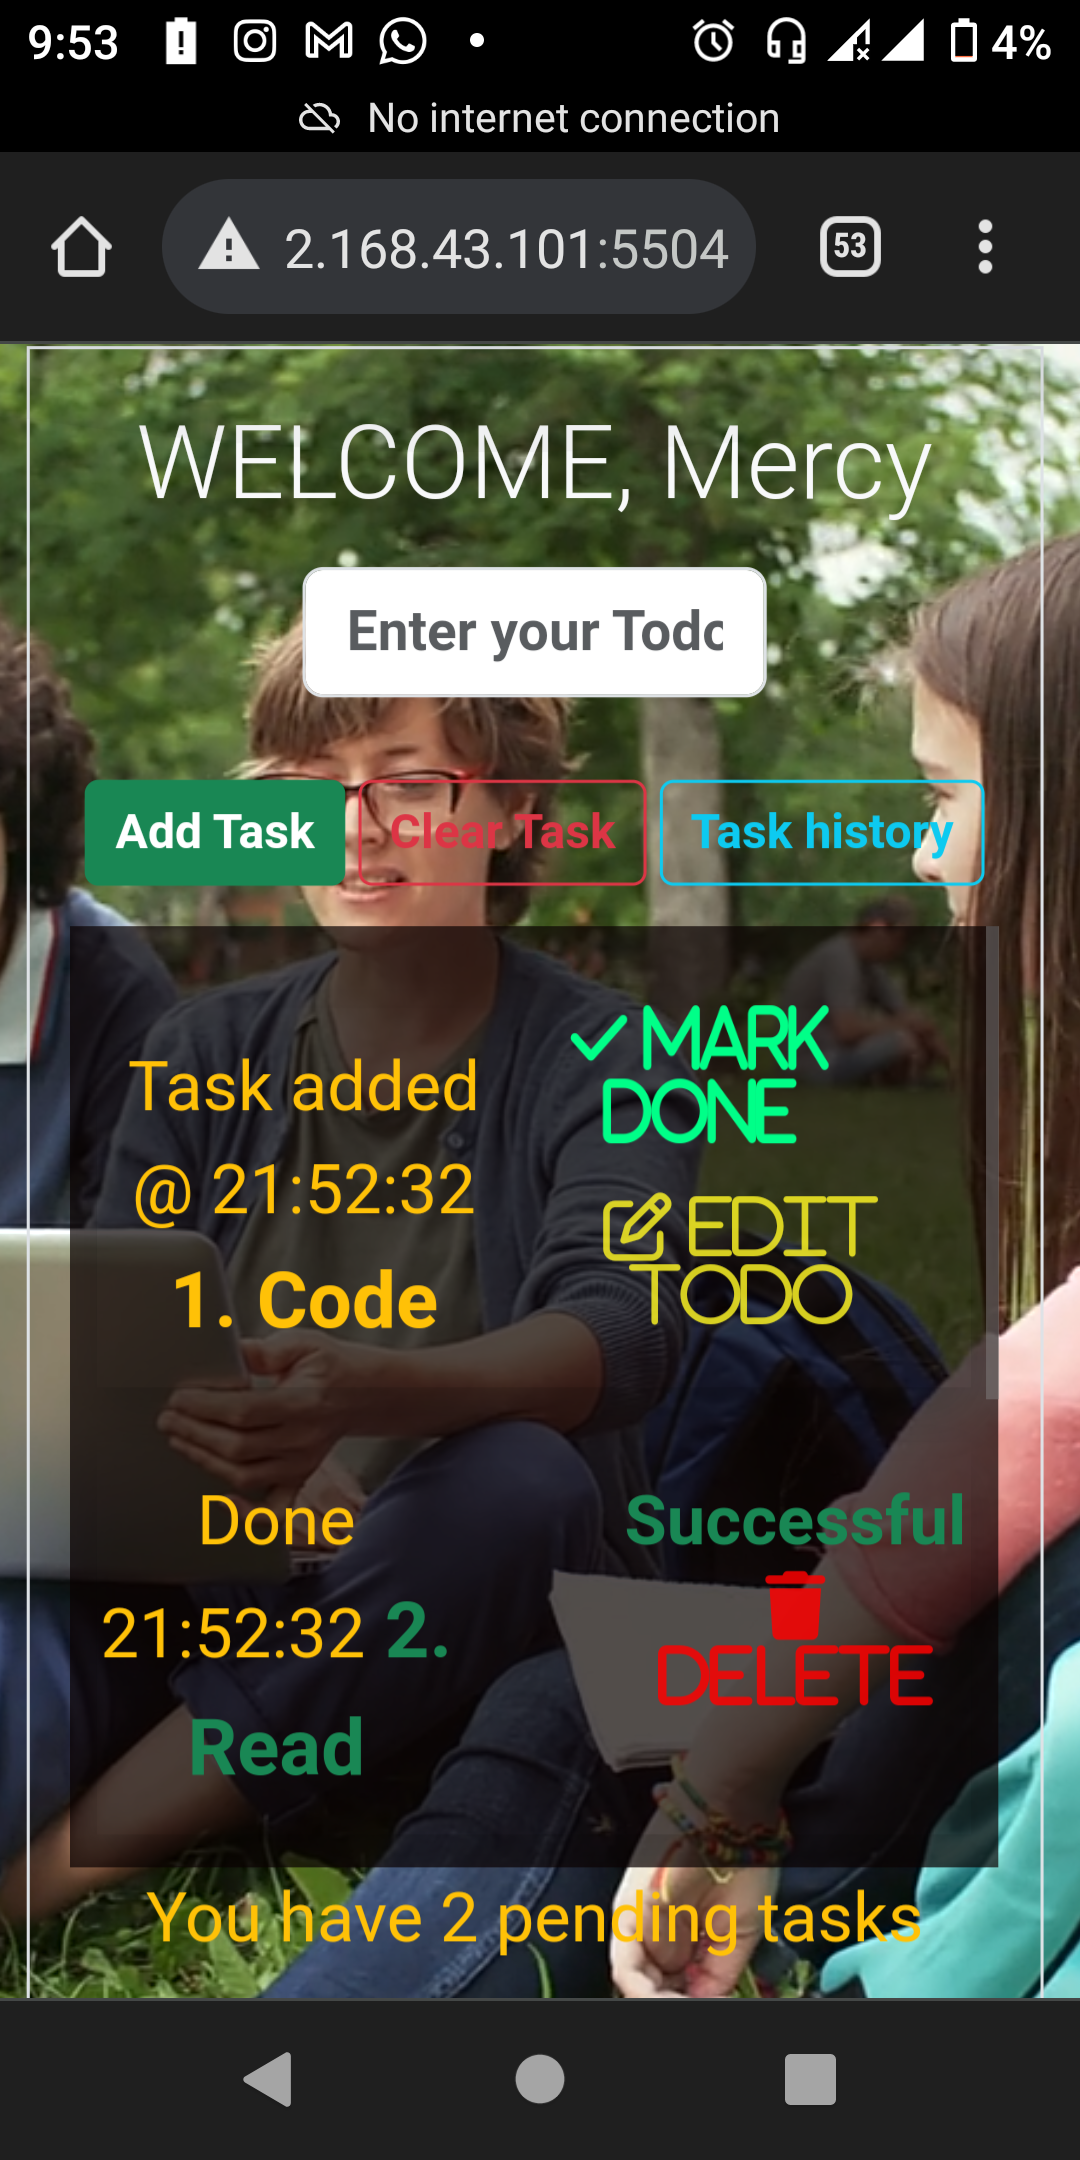 9:53
4%
No internet connection
2.168.43.101:5504
53
WELCOME, Mercy
Enter your Todo
Add Task
Clear Task
Task history
Task added
@ 21:52:32
1. Code
MARK
DONE
EDIT
TODO
Done
21:52:32 2.
Read
Successful
DELETE
You have 2 pending tasks